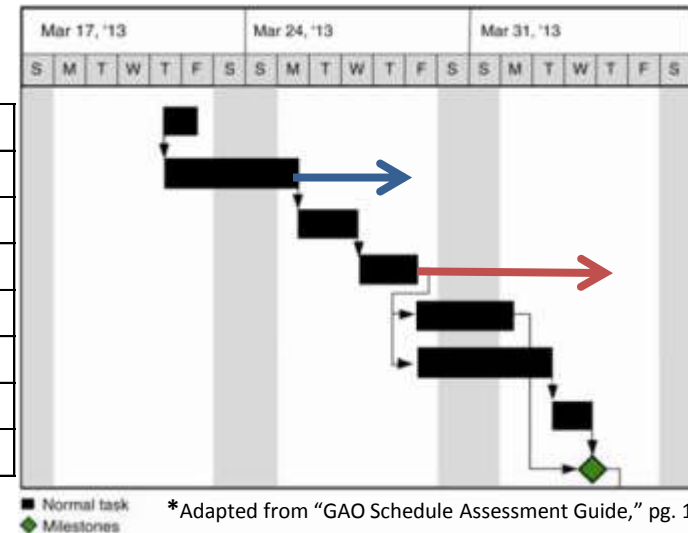 Mar 17, '13 Mar 24, '13 Mar 31, '13
S M T W T F S S M T W T F S S M T W T F S
Normal task
Milestones
*Adapted from “GAO Schedule Assessment Guide,” pg. 1